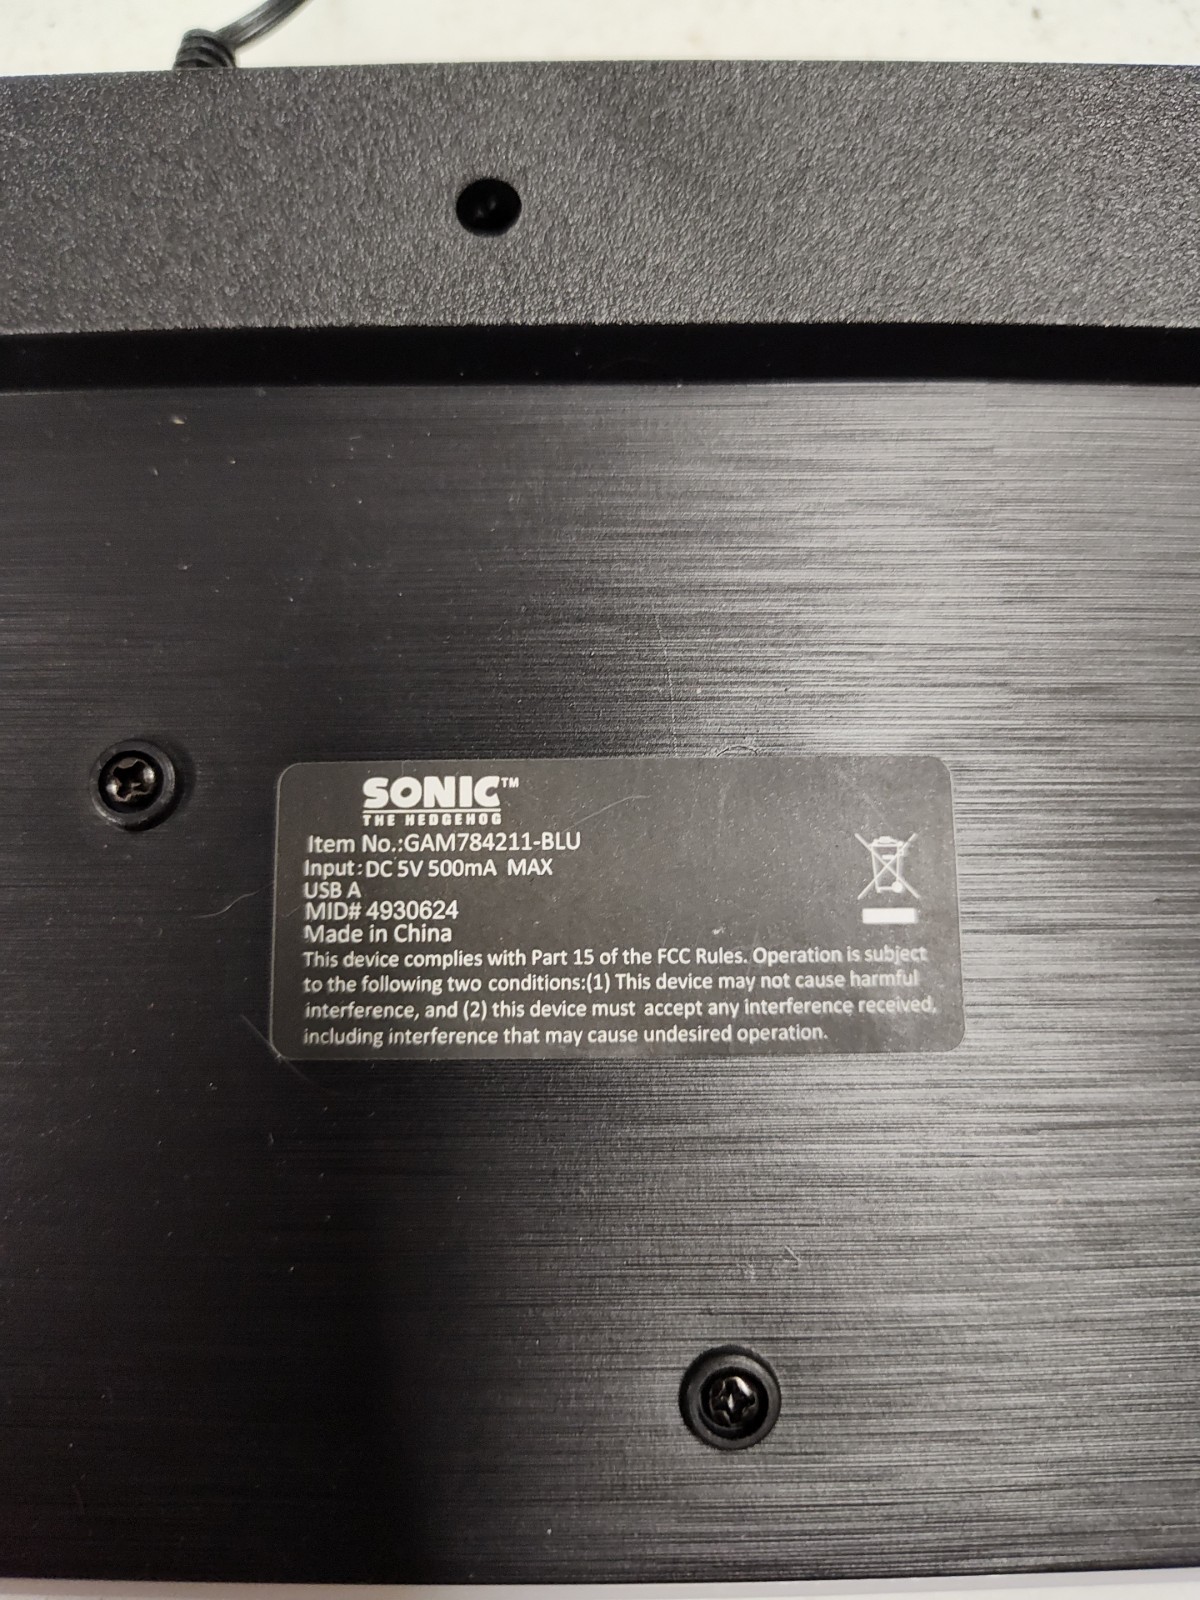 SONIC™
THE HEDGEHOG
Item No.:GAM784211-BLU
Input:DC 5V 500mA MAX
USB A
MID# 4930624
Made in China
This device complies with Part 15 of the FCC Rules. Operation is subject
to the following two conditions:(1) This device may not cause harmful
interference, and (2) this device must accept any interference received,
including interference that may cause undesired operation.